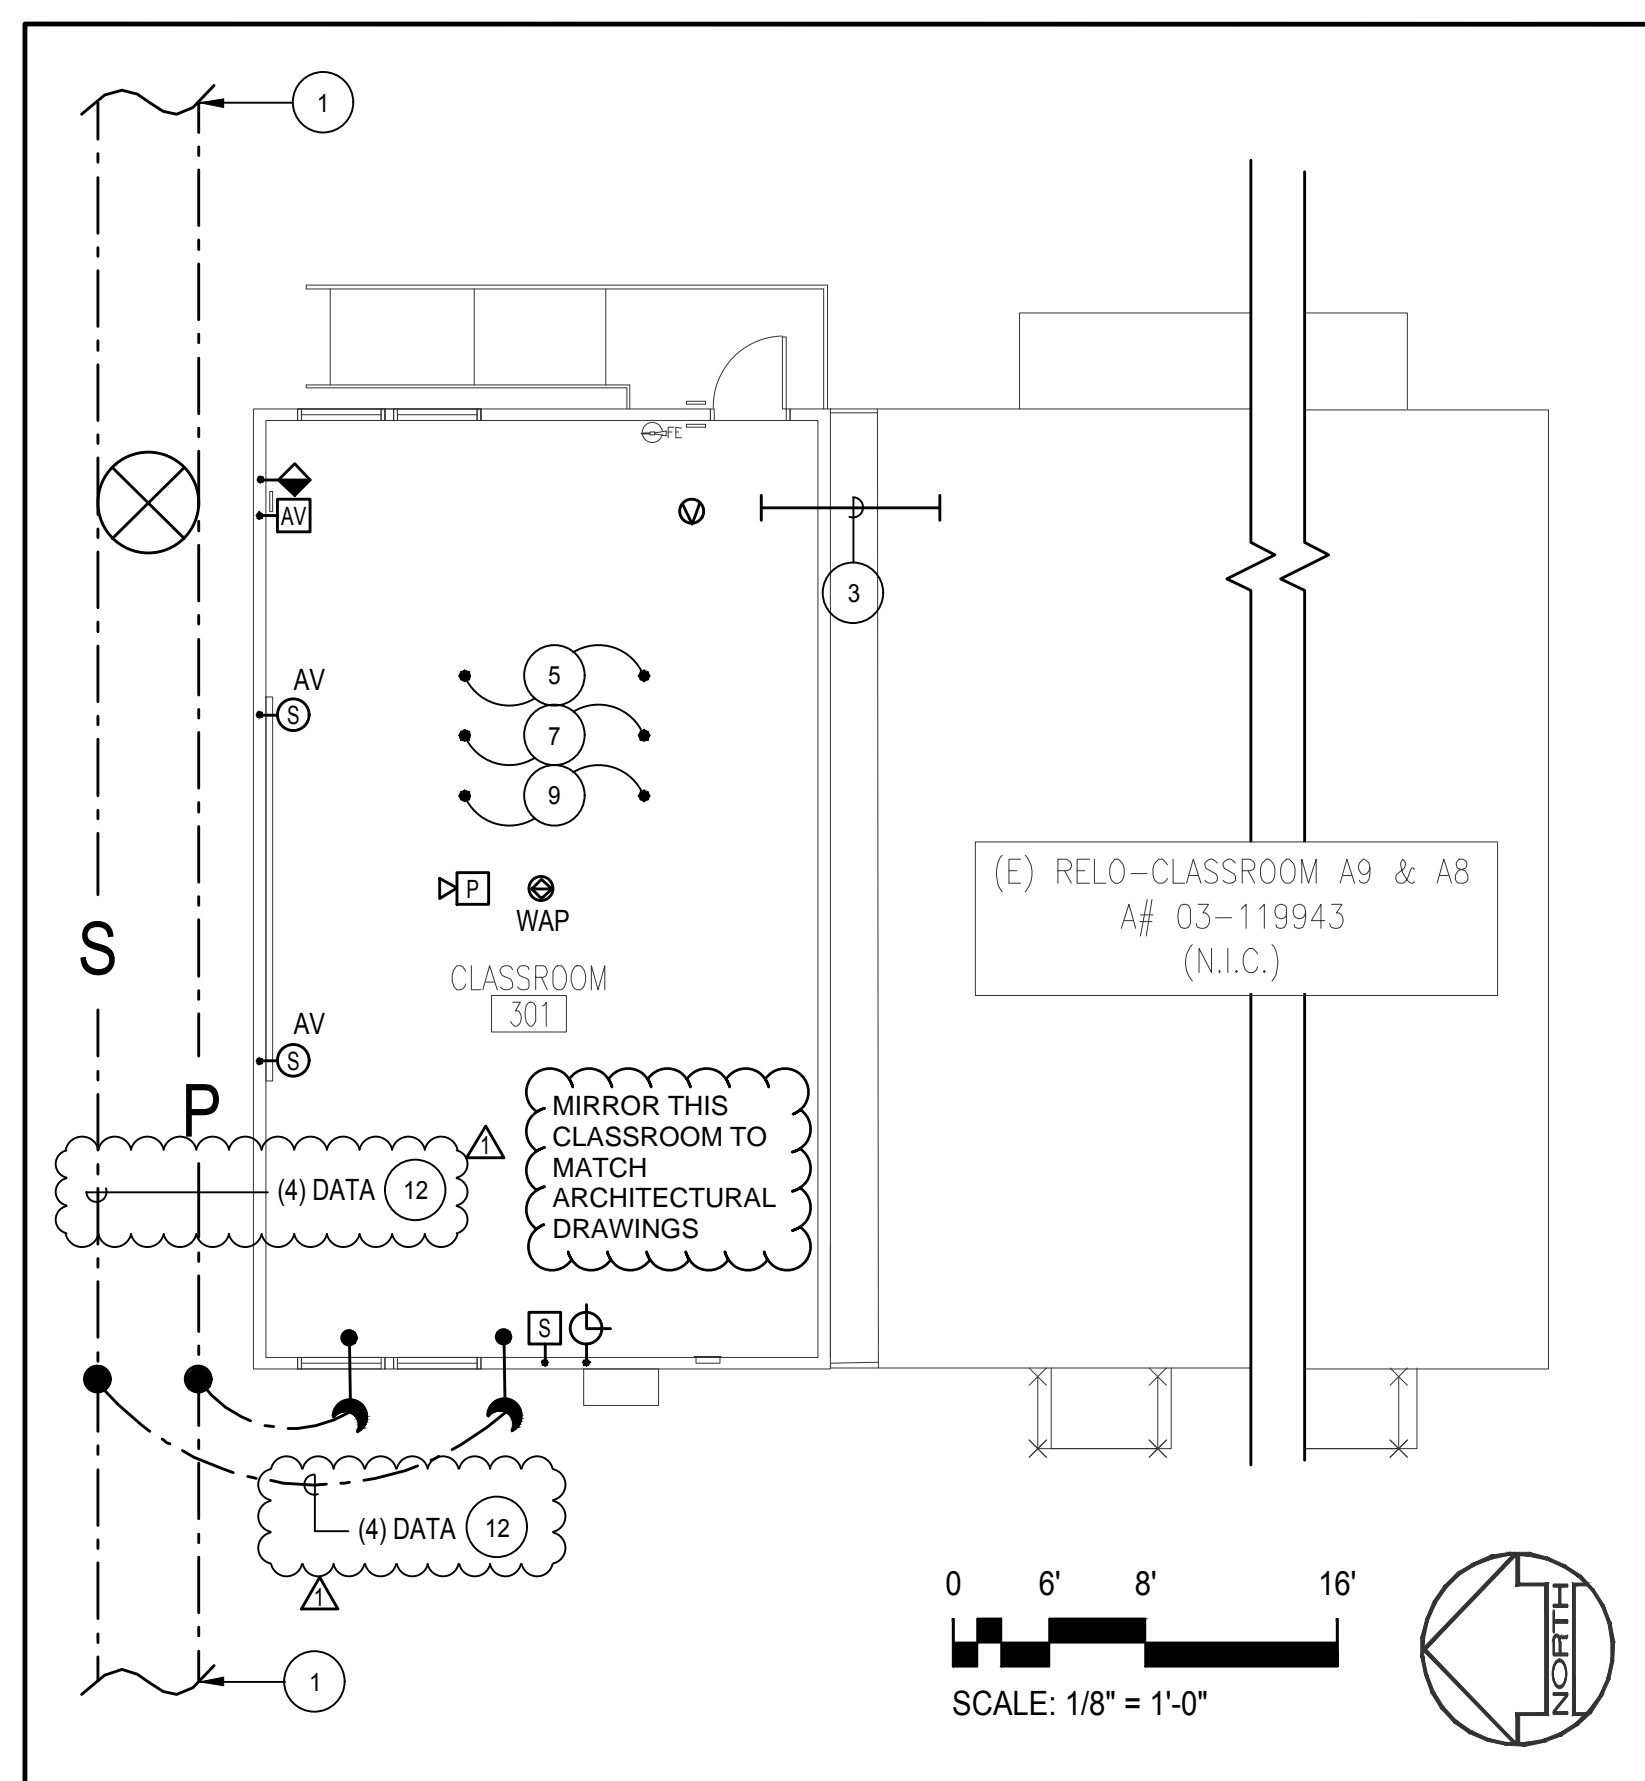 1
FE
AV
3
AV
S
5
7
9
P
WAP
S
CLASSROOM
301
(E) RELO-CLASSROOM A9 & A8
A# 03-119943
(N.I.C.)
AV
S
P
MIRROR THIS
CLASSROOM TO
MATCH
ARCHITECTURAL
DRAWINGS
1
(4) DATA 12
S
(4) DATA 12
1
1
0 6' 8' 16'
SCALE: 1/8" = 1'-0"
NORTH